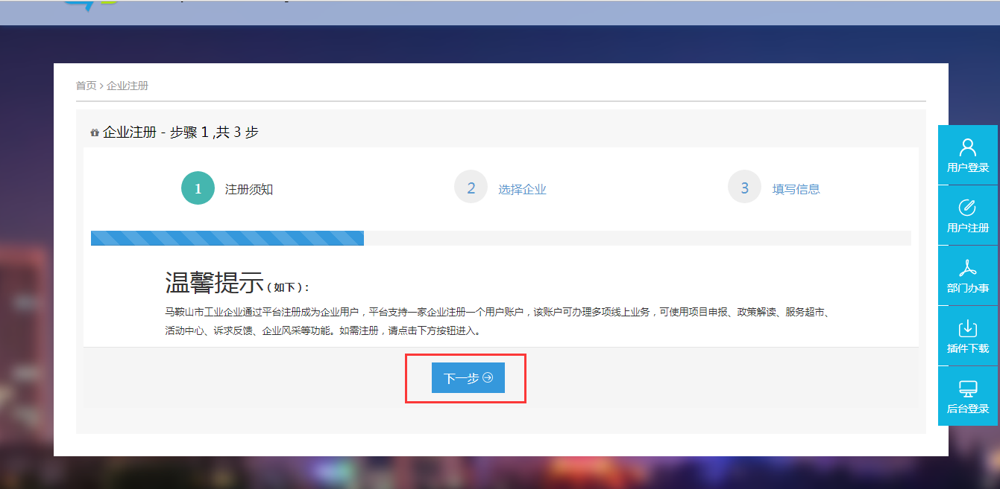 首页 > 企业注册
企业注册 - 步骤 1 ,共 3 步
1 注册须知
2 选择企业
3 填写信息
温馨提示 ( 如下 ) :
马鞍山市工业企业通过平台注册成为企业用户，平台支持一家企业注册一个用户账户，该账户可办理多项线上业务，可使用项目申报、政策解读、服务超市、
活动中心、诉求反馈、企业风采等功能。如需注册，请点击下方按钮进入。
下一步
用户登录
用户注册
部门办事
插件下载
后台登录